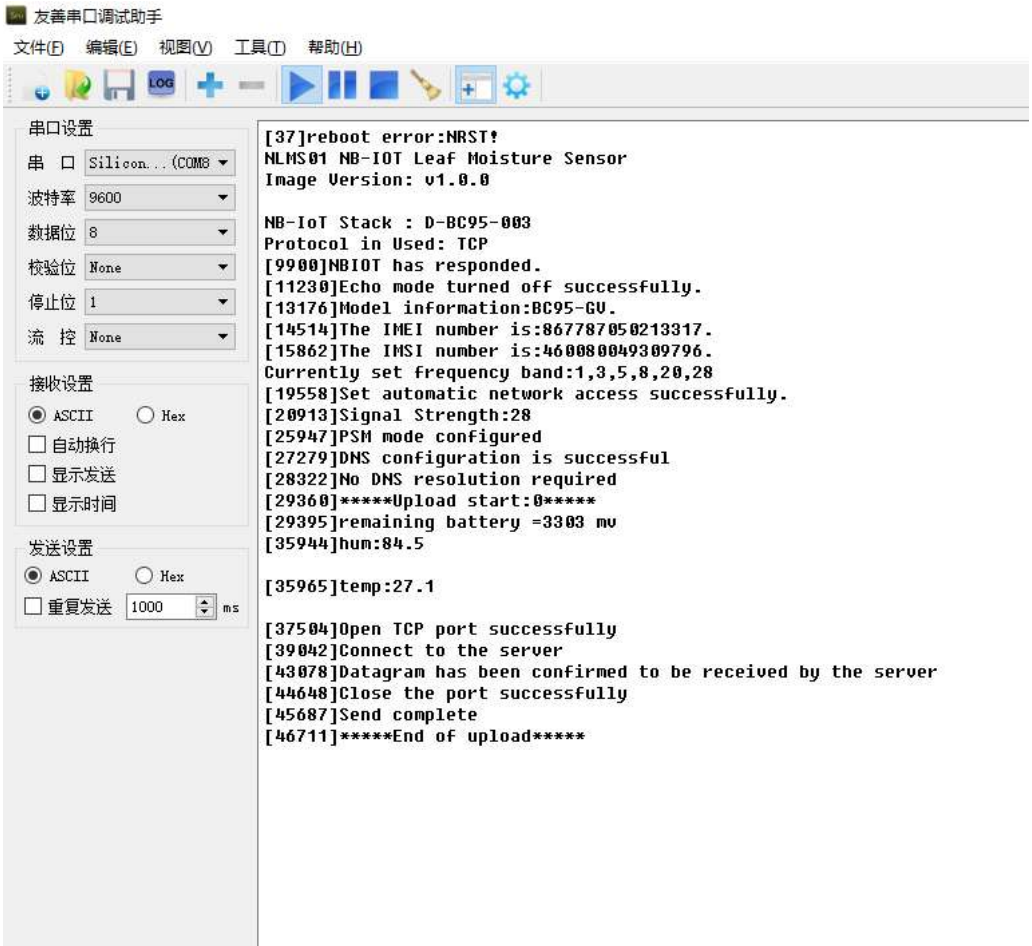 友善串口调试助手
文件(F) 编辑(E) 视图(V) 工具(T) 帮助(H)
LOG
串口设置
串 口 Silicon...(COM8
波特率 9600
数据位 8
校验位 None
停止位 1
流 控 None
接收设置
ASCII Hex
自动换行
显示发送
显示时间
发送设置
ASCII Hex
重复发送 1000 ms
[37]reboot error:NRST!
NLMS01 NB-IOT Leaf Moisture Sensor
Image Version: v1.0.0
NB-IoT Stack : D-BC95-003
Protocol in Used: TCP
[9900]NBIOT has responded.
[11230]Echo mode turned off successfully.
[13176]Model information:BC95-GV.
[14514]The IMEI number is:867787050213317.
[15862]The IMSI number is:460080049309796.
Currently set frequency band:1,3,5,8,20,28
[19558]Set automatic network access successfully.
[20913]Signal Strength:28
[25947]PSM mode configured
[27279]DNS configuration is successful
[28322]No DNS resolution required
[29360]*****Upload start:0*****
[29395]remaining battery =3303 mv
[35944]hum:84.5
[35965]temp:27.1
[37504]Open TCP port successfully
[39042]Connect to the server
[43078]Datagram has been confirmed to be received by the server
[44648]Close the port successfully
[45687]Send complete
[46711]*****End of upload*****